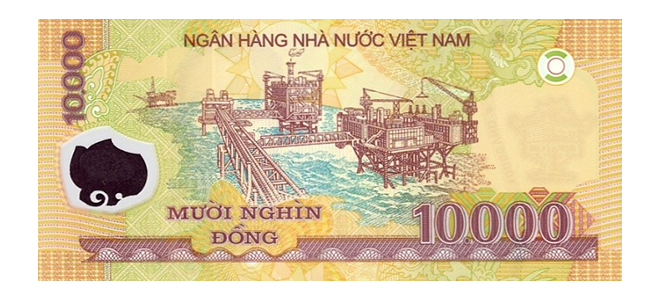 NGÂN HÀNG NHÀ NƯỚC VIỆT NAM
10000
MƯỜI NGHÌN
ĐỒNG
10000